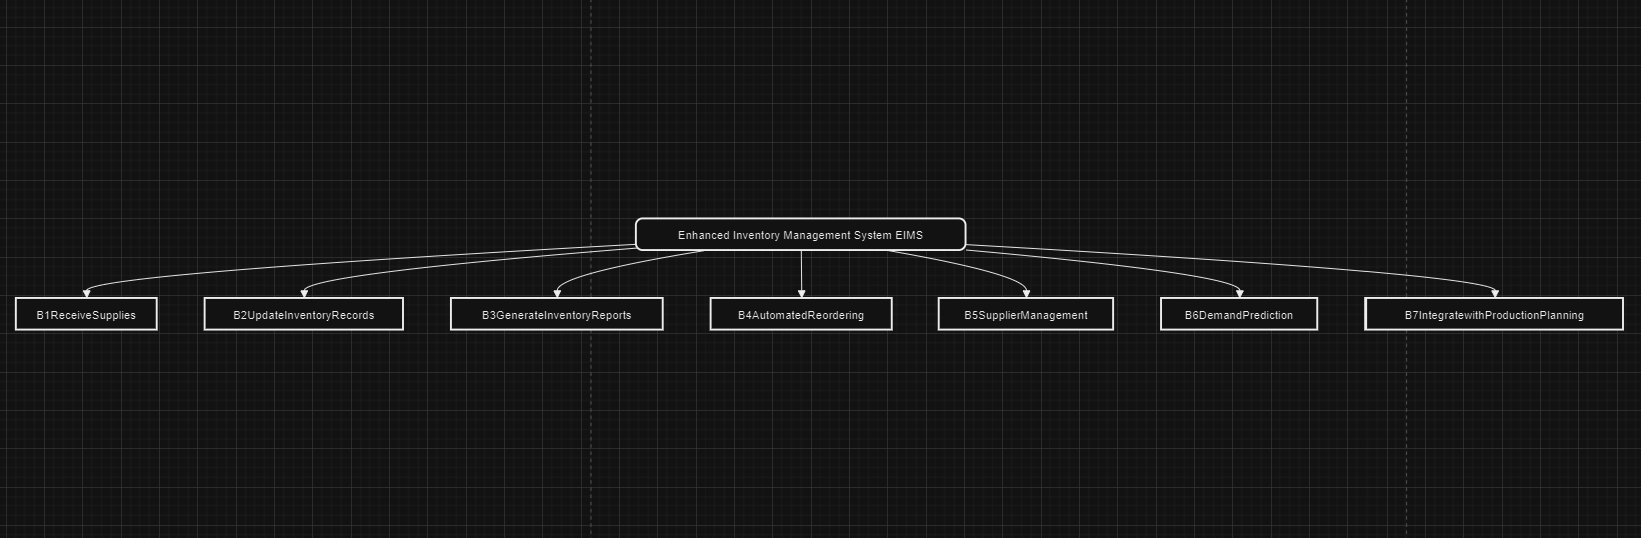 Enhanced Inventory Management System EIMS
B1ReceiveSupplies
B2UpdateInventoryRecords
B3GenerateInventoryReports
B4AutomatedReordering
B5SupplierManagement
B6DemandPrediction
B7IntegratewithProductionPlanning